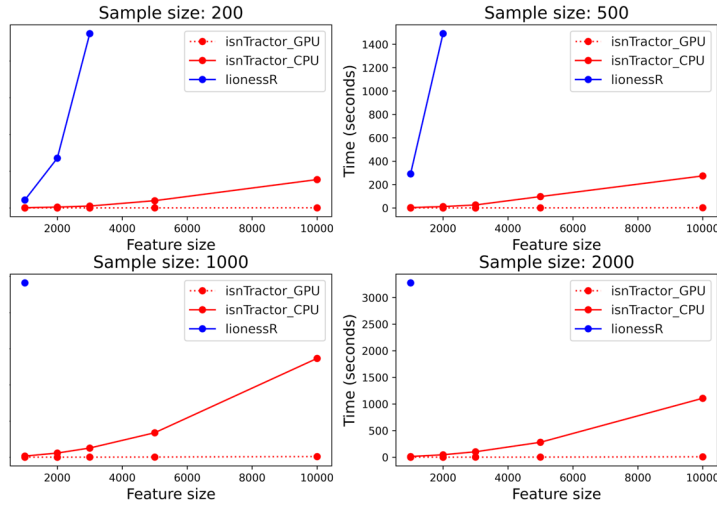 Sample size: 200
isnTractor_GPU
isnTractor_CPU
lionessR
2000
4000
6000
8000
10000
Feature size
Sample size: 500
Time (seconds)
1400
1200
1000
800
600
400
200
0
isnTractor_GPU
isnTractor_CPU
lionessR
2000
4000
6000
8000
10000
Feature size
Sample size: 1000
isnTractor_GPU
isnTractor_CPU
lionessR
2000
4000
6000
8000
10000
Feature size
Sample size: 2000
Time (seconds)
3000
2500
2000
1500
1000
500
0
isnTractor_GPU
isnTractor_CPU
lionessR
2000
4000
6000
8000
10000
Feature size